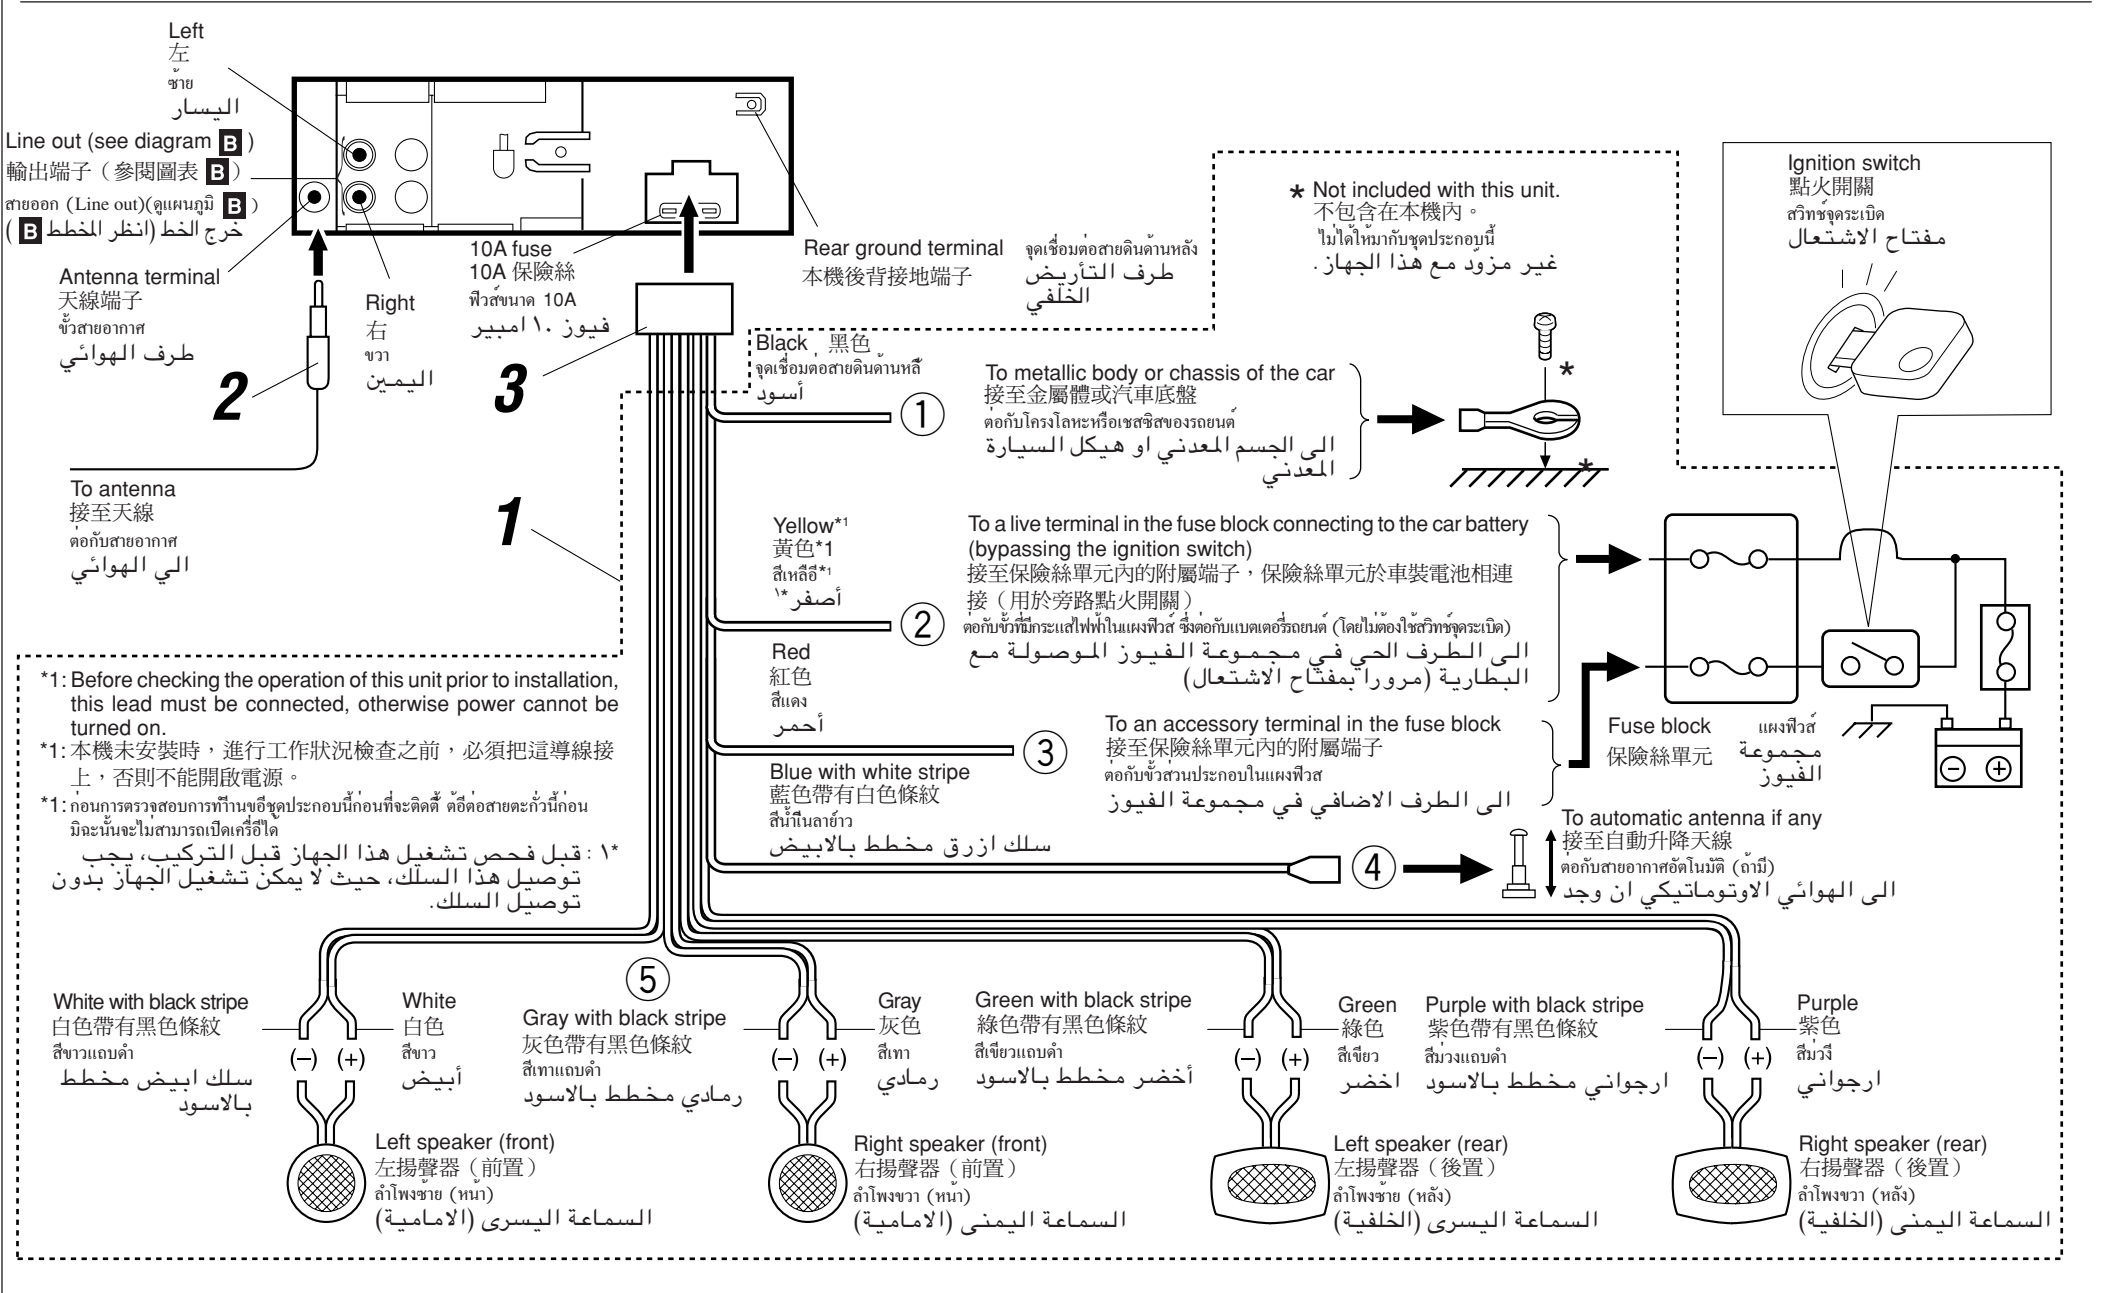 Left
左
ซ้าย
اليسار
Line out (see diagram B )
輸出端子（參閱圖表 B ）
สายออก (Line out)(ดูแผนภูมิ B )
خرج الخط (انظر المخطط B )
Antenna terminal
天線端子
ขั้วสายอากาศ
طرف الهوائي
2
Right
右
ขวา
اليمين
To antenna
接至天線
ต่อกับสายอากาศ
الي الهوائي
10A fuse
10A 保險絲
ฟิวส์ขนาด 10A
فيوز ١٠ امبير
3
1
Rear ground terminal
本機後背接地端子
จุดเชื่อมต่อสายดินด้านหลัง
طرف التأريض
الخلفي
* Not included with this unit.
不包含在本機內。
ไม่ได้ให้มากับชุดประกอบนี้
غير مزوّد مع هذا الجهاز.
Ignition switch
點火開關
สวิทช์จุดระเบิด
مفتاح الاشتعال
Black 黑色
จุดเชื่อมต่อสายดินด้านหลื
أسود
1
To metallic body or chassis of the car
接至金屬體或汽車底盤
ต่อกับโครงโลหะหรือเชสซิสของรถยนต์
الى الجسم المعدني او هيكل السيارة
المعدني
*
*
Yellow*1
黃色*1
สีเหลือื*1
أصفر*١
2
To a live terminal in the fuse block connecting to the car battery
(bypassing the ignition switch)
接至保險絲單元內的附屬端子，保險絲單元於車裝電池相連
接（用於旁路點火開關）
ต่อกับขั้วที่มีกระแสไฟฟ้าในแผงฟิวส์ ซึ่งต่อกับแบตเตอรี่รถยนต์ (โดยไม่ต้องใช้สวิทช์จุดระเบิด)
الى الطرف الحي في مجموعة الفيوز الموصولة مع
البطارية (مرورا بمفتاح الاشتعال)
Red
紅色
สีแดง
أحمر
3
To an accessory terminal in the fuse block
接至保險絲單元內的附屬端子
ต่อกับขั้วส่วนประกอบในแผงฟิวส
الى الطرف الاضافي في مجموعة الفيوز
Fuse block
保險絲單元
แผงฟิวส์
مجموعة
الفيوز
− +
Blue with white stripe
藍色帶有白色條紋
สีน้ำเินลาย์าว
سلك ازرق مخطط بالابيض
4
To automatic antenna if any
接至自動升降天線
ต่อกับสายอากาศอัตโนมัติ (ถ้ามี)
الى الهوائي الاوتوماتيكي ان وجد
*1: Before checking the operation of this unit prior to installation,
this lead must be connected, otherwise power cannot be
turned on.
*1: 本機未安裝時，進行工作狀況檢查之前，必須把這導線接
上，否則不能開啟電源。
*1: ก่อนการตรวจสอบการทำานขอืชุดประกอบนี้ก่อนที่จะติดตื้ ต้อืต่อสายตะกั่วนี้ก่อน
มิฉะนั้นจะไม่สามารถเปิดเครื่อืได้
*١ : قبل فحص تشغيل هذا الجهاز قبل التركيب، يجب
توصيل هذا السلك، حيث لا يمكن تشغيل الجهاز بدون
توصيل السلك.
5
White with black stripe
白色帶有黑色條紋
สีขาวแถบดำ
سلك ابيض مخطط
بالاسود
White
白色
สีขาว
أبيض
(−) (+)
Left speaker (front)
左揚聲器（前置）
ลำโพงซ้าย (หน้า)
السماعة اليسرى (الامامية)
Gray with black stripe
灰色帶有黑色條紋
สีเทาแถบดำ
رمادي مخطط بالاسود
Gray
灰色
สีเทา
رمادي
(−) (+)
Right speaker (front)
右揚聲器（前置）
ลำโพงขวา (หน้า)
السماعة اليمنى (الامامية)
Green with black stripe
綠色帶有黑色條紋
สีเขียวแถบดำ
أخضر مخطط بالاسود
Green
綠色
สีเขียว
اخضر
(−) (+)
Left speaker (rear)
左揚聲器（後置）
ลำโพงซ้าย (หลัง)
السماعة اليسرى (الخلفية)
Purple with black stripe
紫色帶有黑色條紋
สีม่วงแถบดำ
ارجواني مخطط بالاسود
Purple
紫色
สีม่วงื
ارجواني
(−) (+)
Right speaker (rear)
右揚聲器（後置）
ลำโพงขวา (หลัง)
السماعة اليمنى (الخلفية)